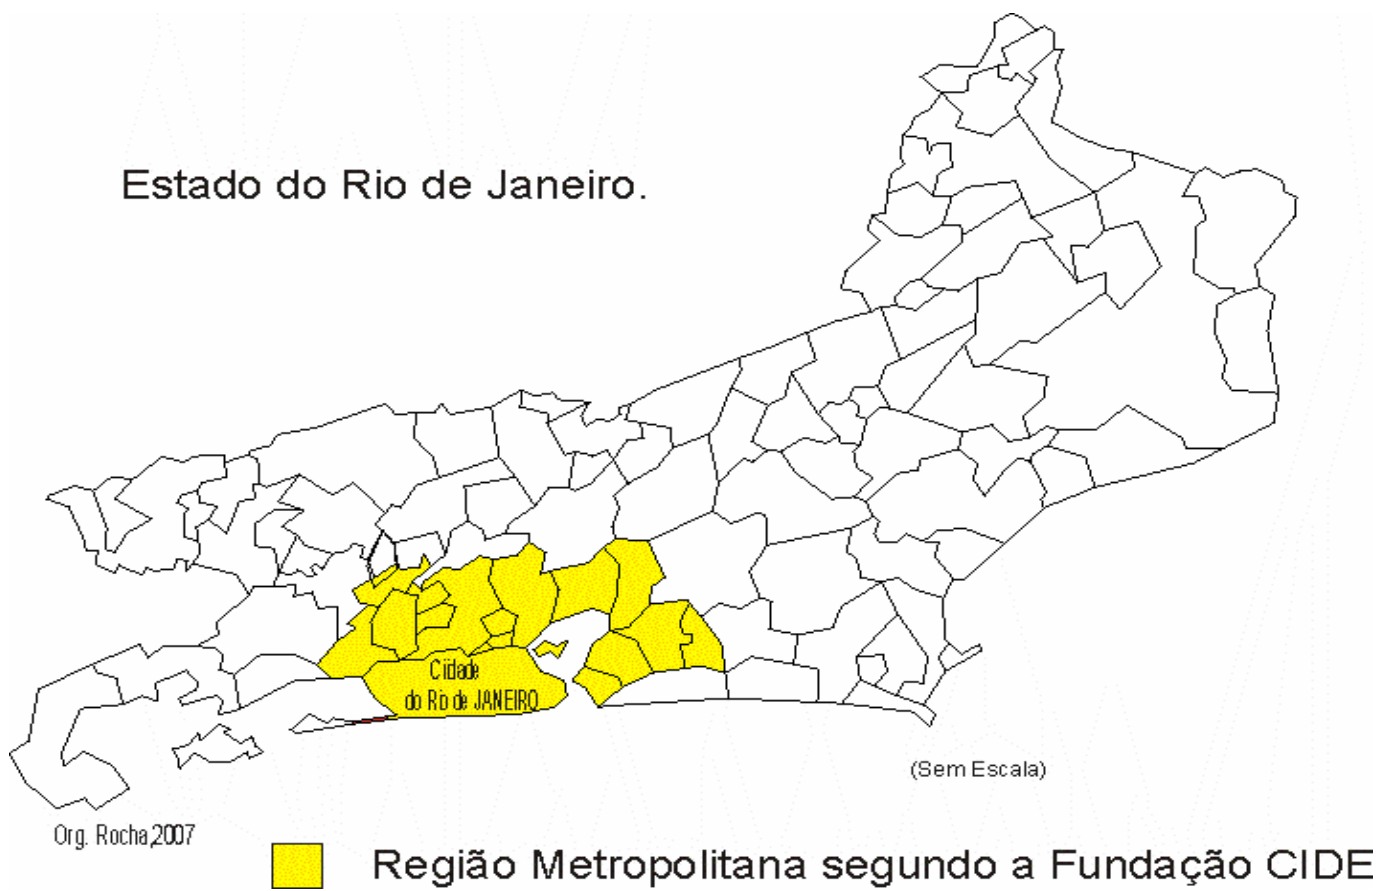 Estado do Rio de Janeiro.
Ciidade
do Rio de JANEIRO
(Sem Escala)
Org. Rocha,2007
Região Metropolitana segundo a Fundação CIDE